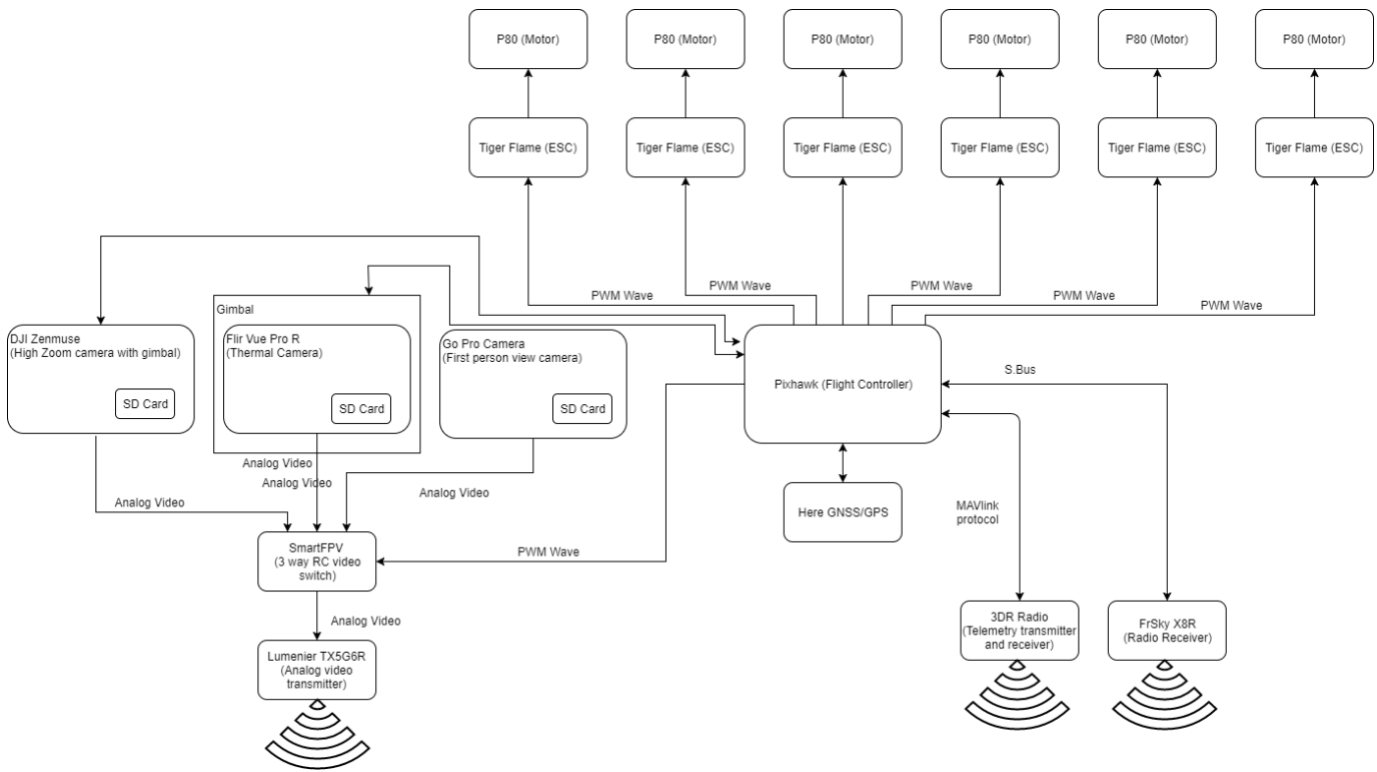 P80 (Motor)
P80 (Motor)
P80 (Motor)
P80 (Motor)
P80 (Motor)
P80 (Motor)
Tiger Flame (ESC)
Tiger Flame (ESC)
Tiger Flame (ESC)
Tiger Flame (ESC)
Tiger Flame (ESC)
Tiger Flame (ESC)
PWM Wave
PWM Wave
PWM Wave
PWM Wave
PWM Wave
Gimbal
DJI Zenmuse
(High Zoom camera with gimbal)
SD Card
Flir Vue Pro R
(Thermal Camera)
SD Card
Go Pro Camera
(First person view camera)
SD Card
Pixhawk (Flight Controller)
S.Bus
Analog Video
Analog Video
Analog Video
Analog Video
Here GNSS/GPS
MAVlink
protocol
SmartFPV
(3 way RC video
switch)
PWM Wave
Analog Video
3DR Radio
(Telemetry transmitter
and receiver)
FrSky X8R
(Radio Receiver)
Lumenier TX5G6R
(Analog video
transmitter)